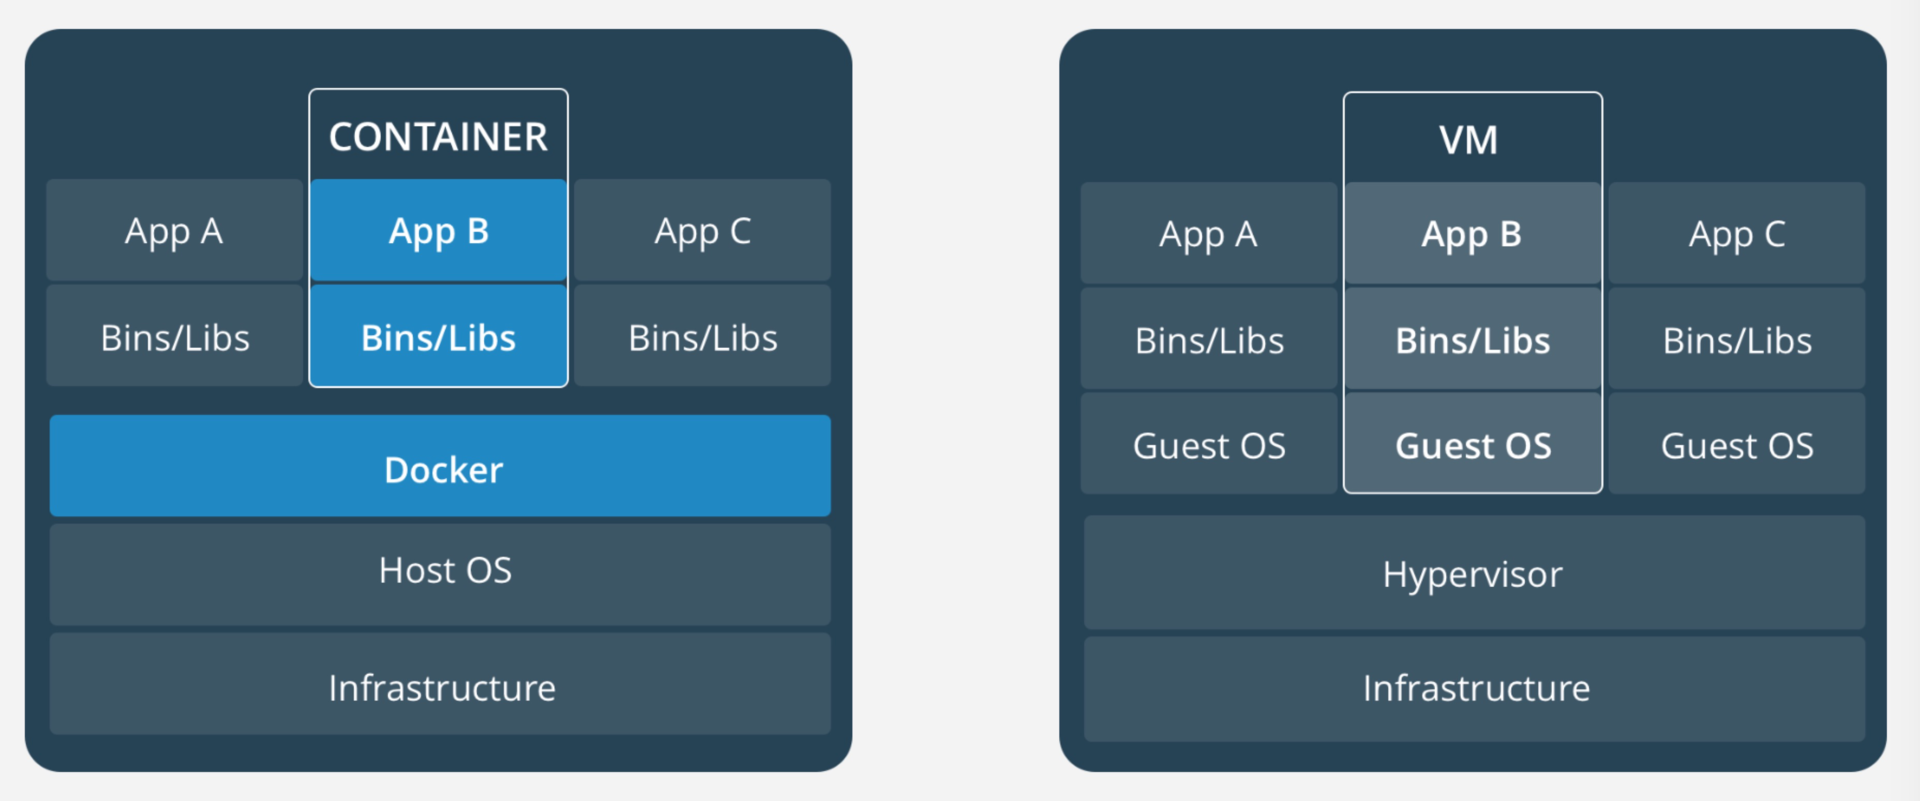 CONTAINER
App A
App B
App C
Bins/Libs
Bins/Libs
Bins/Libs
Docker
Host OS
Infrastructure
VM
App A
App B
App C
Bins/Libs
Bins/Libs
Bins/Libs
Guest OS
Guest OS
Guest OS
Hypervisor
Infrastructure